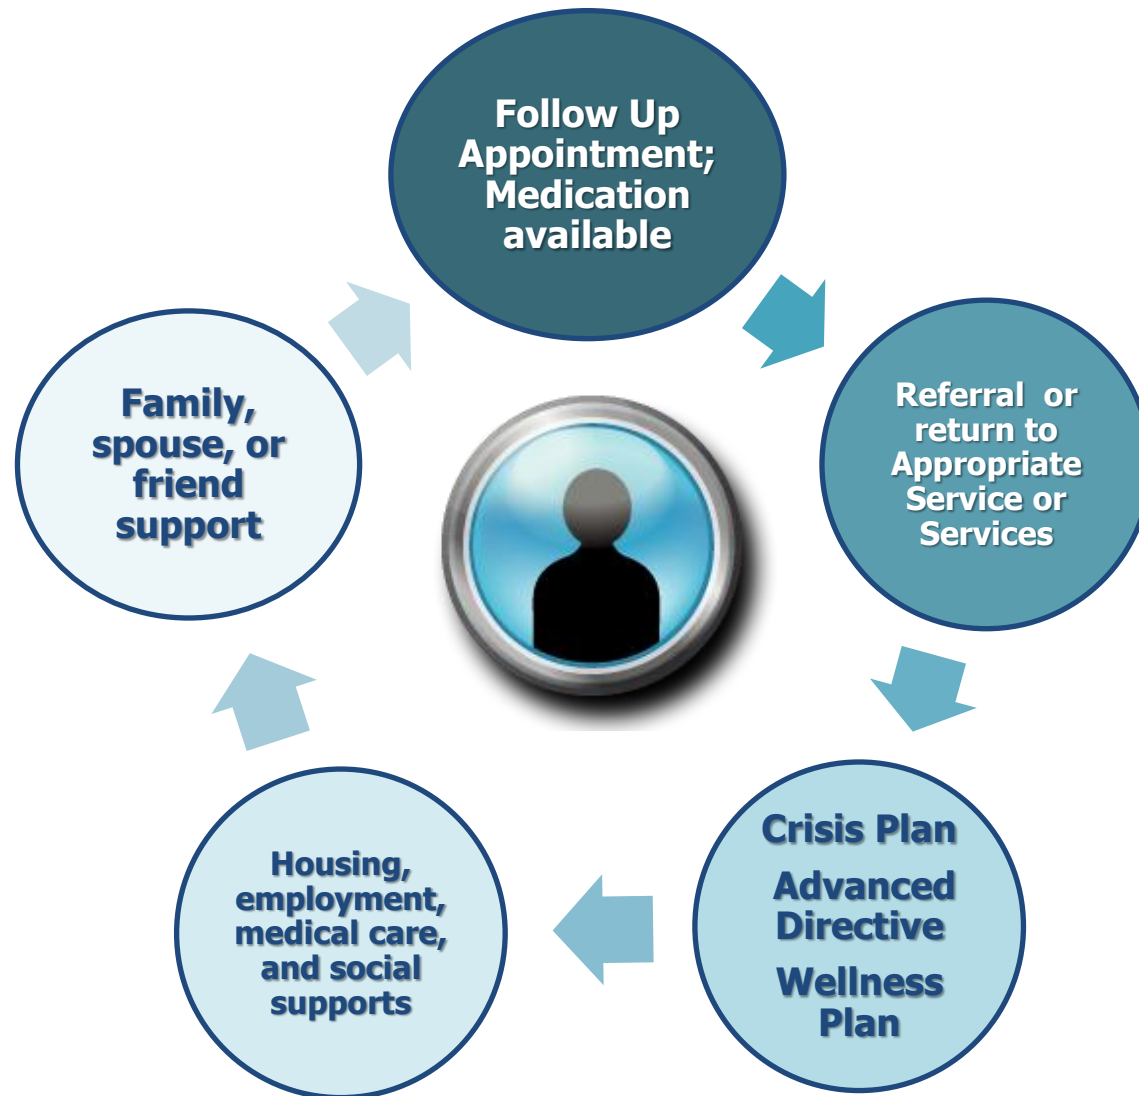 Follow Up
Appointment;
Medication
available
Referral or
return to
Appropriate
Service or
Services
Crisis Plan
Advanced
Directive
Wellness
Plan
Housing,
employment,
medical care,
and social
supports
Family,
spouse, or
friend
support